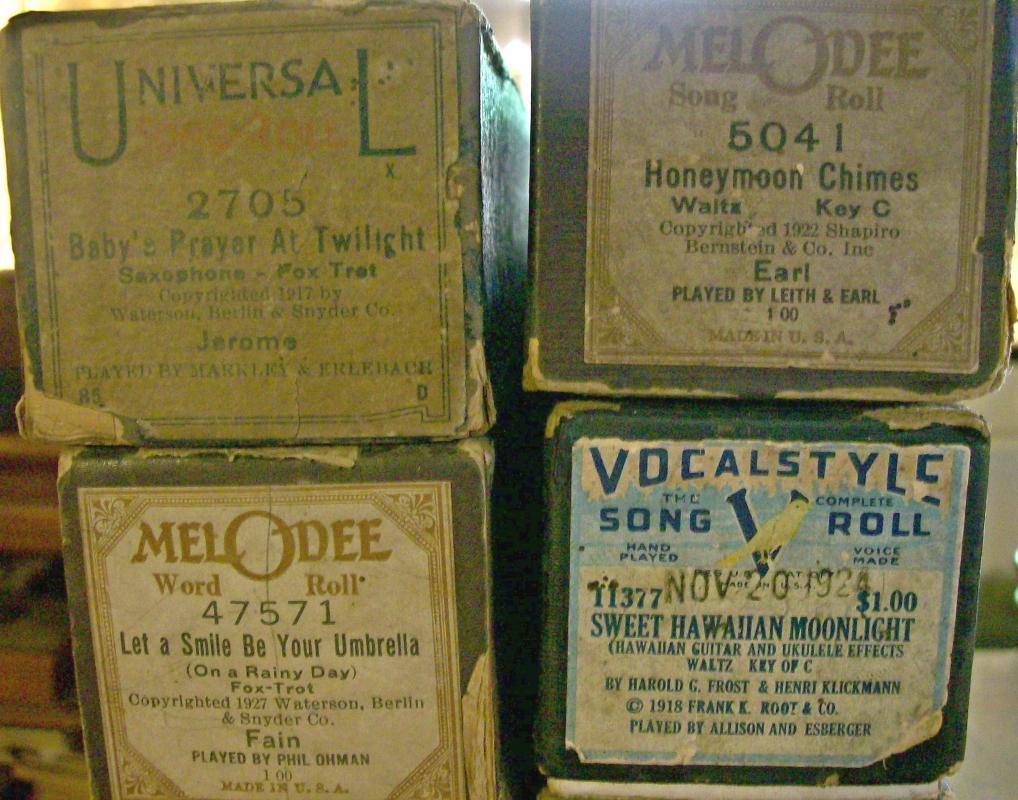 UNIVERSAL
2705
Baby's Prayer At Twilight
Saxophone - Fox Trot
Copyrighted 1917 by
Waterson, Berlin & Snyder Co.
Jerome
PLAYED BY MARKLEY & ERLEBACH
85 D
MELODEE
Song Roll
5041
Honeymoon Chimes
Waltz Key C
Copyrighted 1922 Shapiro
Bernstein & Co. Inc
Earl
PLAYED BY LEITH & EARL
1 00
MADE IN U. S. A.
MELODEE
Word Roll
47571
Let a Smile Be Your Umbrella
(On a Rainy Day)
Fox-Trot
Copyrighted 1927 Waterson, Berlin
& Snyder Co.
Fain
PLAYED BY PHIL OHMAN
1 00
MADE IN U. S. A.
VOCALSTYLE
THE COMPLETE
SONG V ROLL
HAND PLAYED VOICE MADE
NOV 20 1924
11377 $1.00
SWEET HAWAIIAN MOONLIGHT
(HAWAIIAN GUITAR AND UKULELE EFFECTS
WALTZ KEY OF C
BY HAROLD G. FROST & HENRI KLICKMANN
© 1918 FRANK K. ROOT & CO.
PLAYED BY ALLISON AND ESBERGER